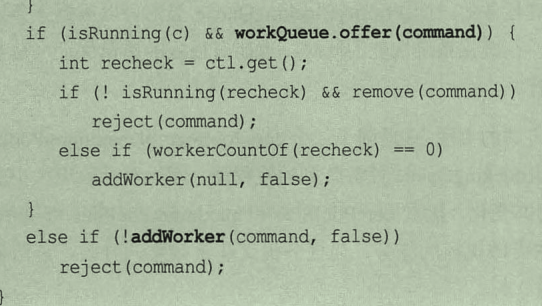 }
if (isRunning(c) && workQueue.offer(command)) {
int recheck = ctl.get();
if (! isRunning(recheck) && remove(command))
reject(command);
else if (workerCountOf(recheck) == 0)
addWorker(null, false);
}
else if (!addWorker(command, false))
reject(command);
}